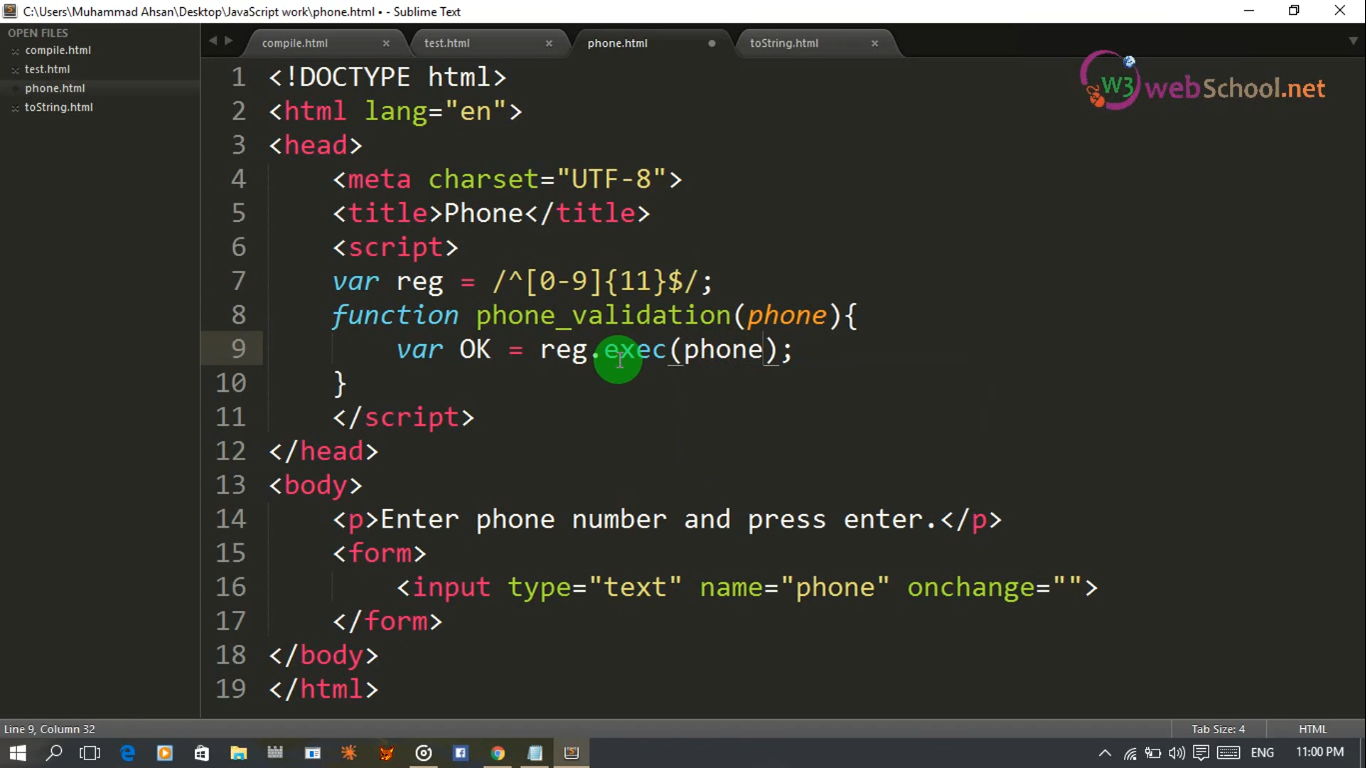 C:\Users\Muhammad Ahsan\Desktop\JavaScript work\phone.html • - Sublime Text
OPEN FILES
compile.html
test.html
phone.html
toString.html
compile.html × test.html × phone.html • toString.html ×
W3 webSchool.net
1 <!DOCTYPE html>
2 <html lang="en">
3 <head>
4 <meta charset="UTF-8">
5 <title>Phone</title>
6 <script>
7 var reg = /^[0-9]{11}$/;
8 function phone_validation(phone){
9 var OK = reg.exec(phone);
10 }
11 </script>
12 </head>
13 <body>
14 <p>Enter phone number and press enter.</p>
15 <form>
16 <input type="text" name="phone" onchange="">
17 </form>
18 </body>
19 </html>
Line 9, Column 32 Tab Size: 4 HTML
ENG 11:00 PM